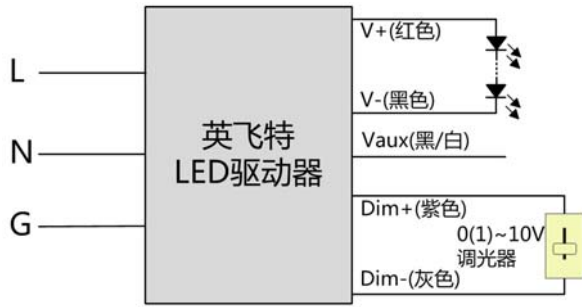 L
N
G
英飞特
LED驱动器
V+(红色)
V-(黑色)
Vaux(黑/白)
Dim+(紫色)
0(1)~10V
调光器
Dim-(灰色)